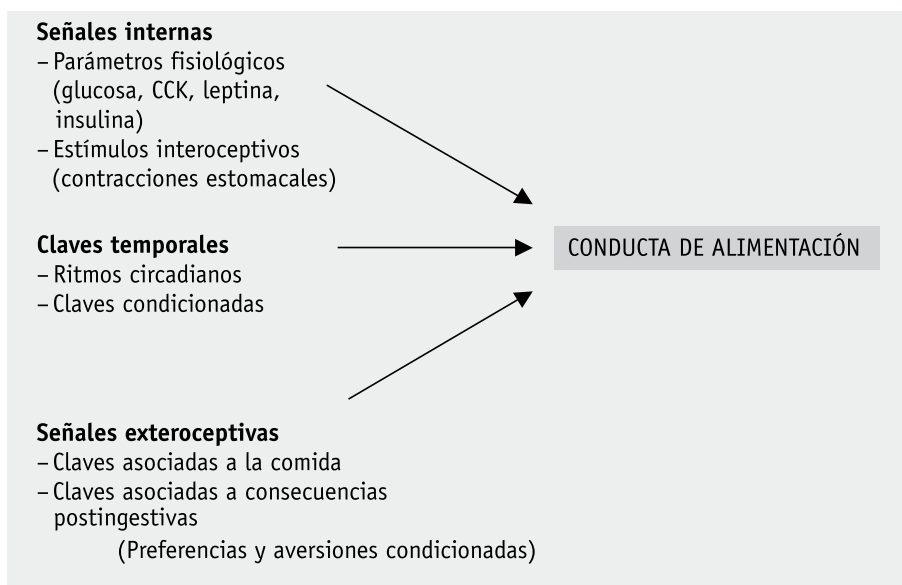 Señales internas
– Parámetros fisiológicos
(glucosa, CCK, leptina,
insulina)
– Estímulos interoceptivos
(contracciones estomacales)
Claves temporales
– Ritmos circadianos
– Claves condicionadas
CONDUCTA DE ALIMENTACIÓN
Señales exteroceptivas
– Claves asociadas a la comida
– Claves asociadas a consecuencias
postingestivas
(Preferencias y aversiones condicionadas)